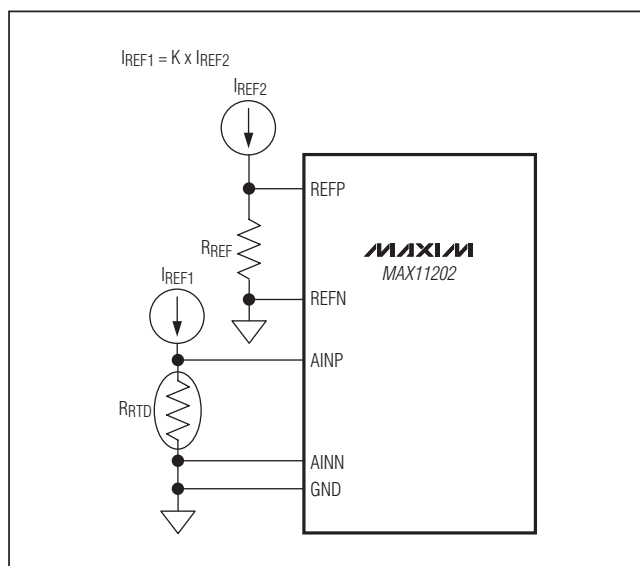 IREF1 = K x IREF2
IREF2
REFP
RREF
MAXIM
MAX11202
IREF1
REFN
AINP
RRTD
AINN
GND